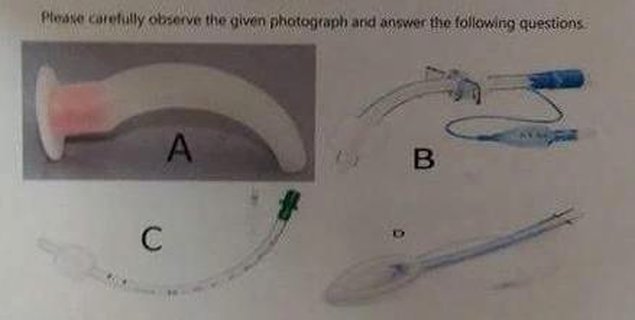 Please carefully observe the given photograph and answer the following questions.
A
B
C
D